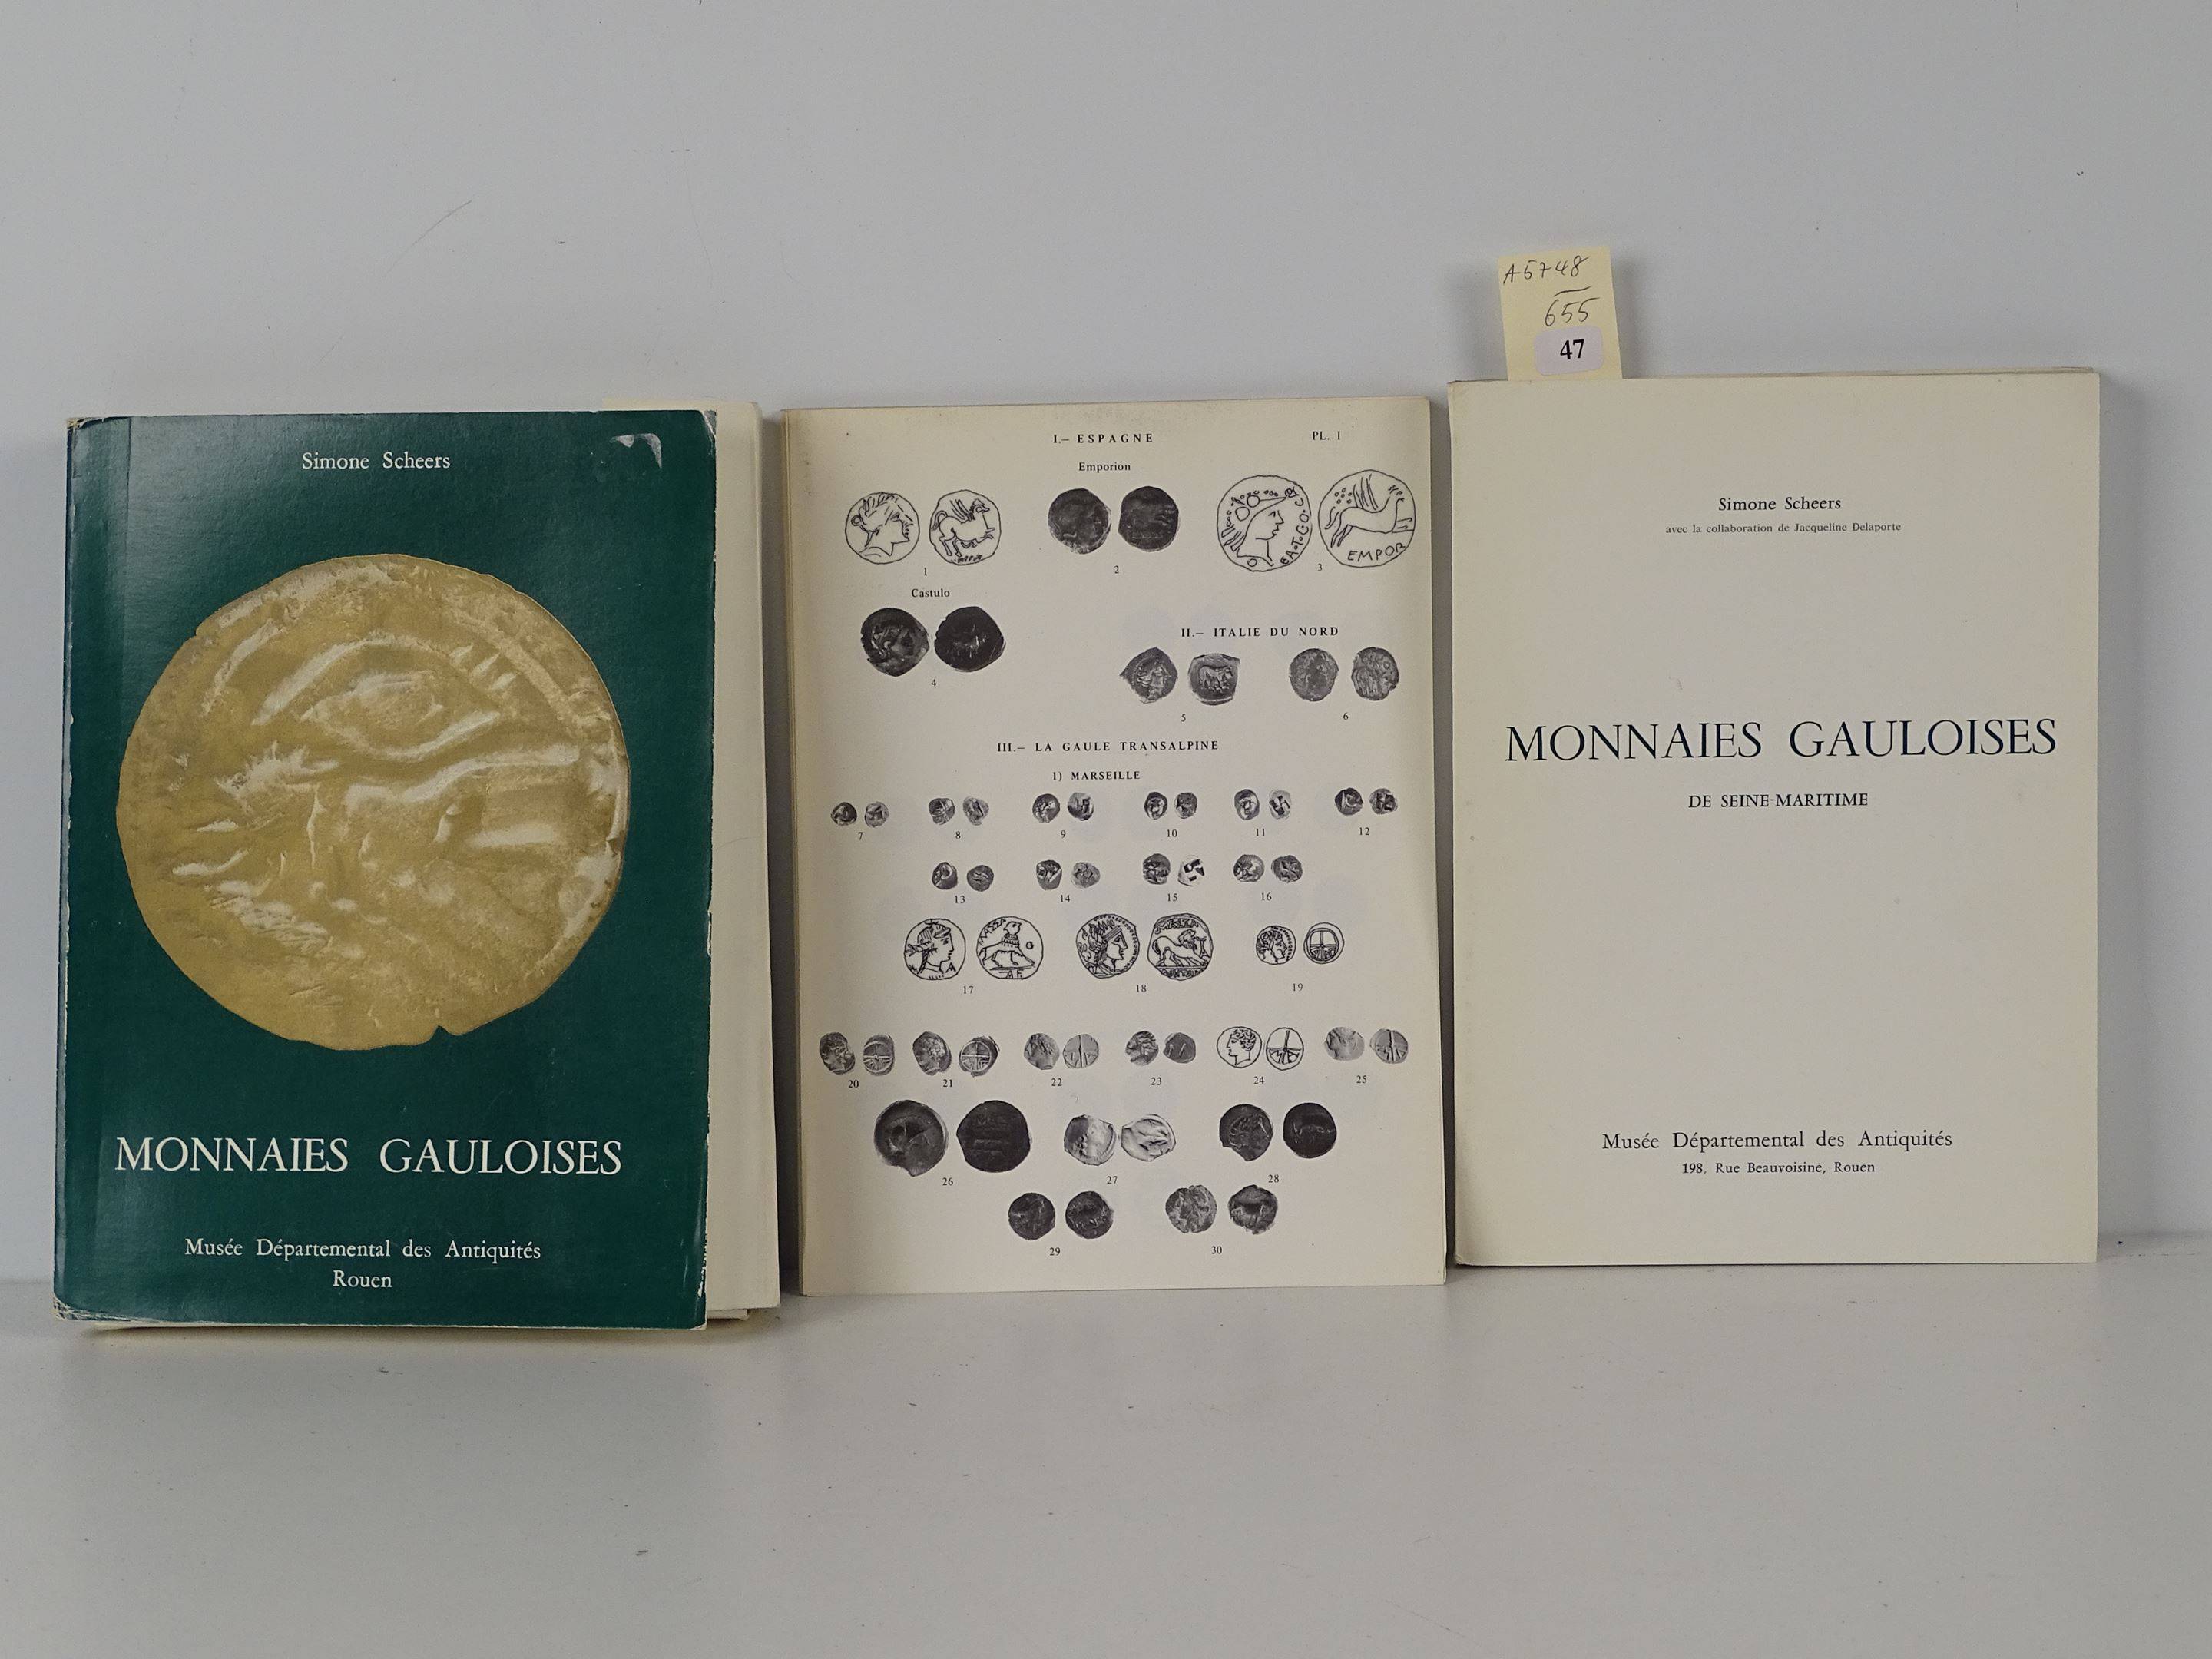 Simone Scheers
MONNAIES GAULOISES
Musée Départemental des Antiquités
Rouen
I.– ESPAGNE
PL. I
Emporion
EA·T·GO·C
EMPOR
1
2
3
Castulo
4
II.– ITALIE DU NORD
5
6
III.– LA GAULE TRANSALPINE
1) MARSEILLE
7
8
9
10
11
12
13
14
15
16
A
17
18
19
20
21
22
23
24
25
26
27
28
29
30
A5748
655
47
Simone Scheers
avec la collaboration de Jacqueline Delaporte
MONNAIES GAULOISES
DE SEINE-MARITIME
Musée Départemental des Antiquités
198, Rue Beauvoisine, Rouen